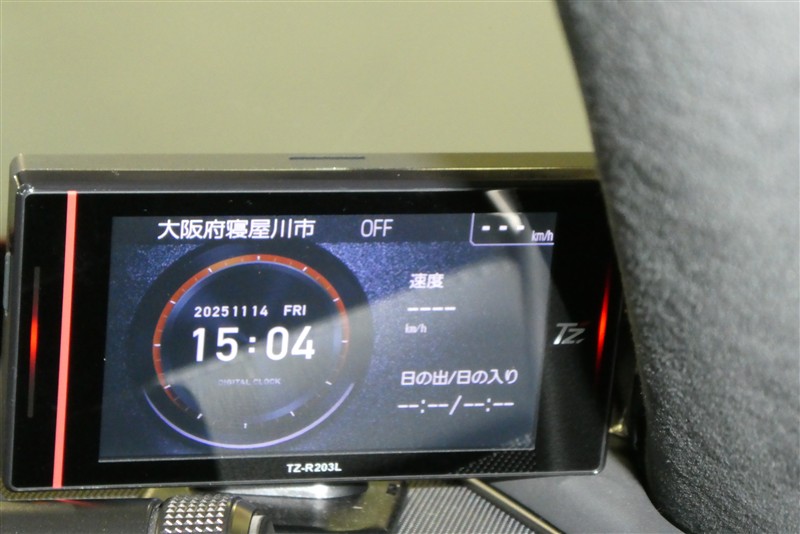 大阪府寝屋川市 OFF
--- km/h
速度
----
km/h
20251114 FRI
15:04
DIGITAL CLOCK
日の出/日の入り
--:--/--:--
TZ.
TZ-R203L